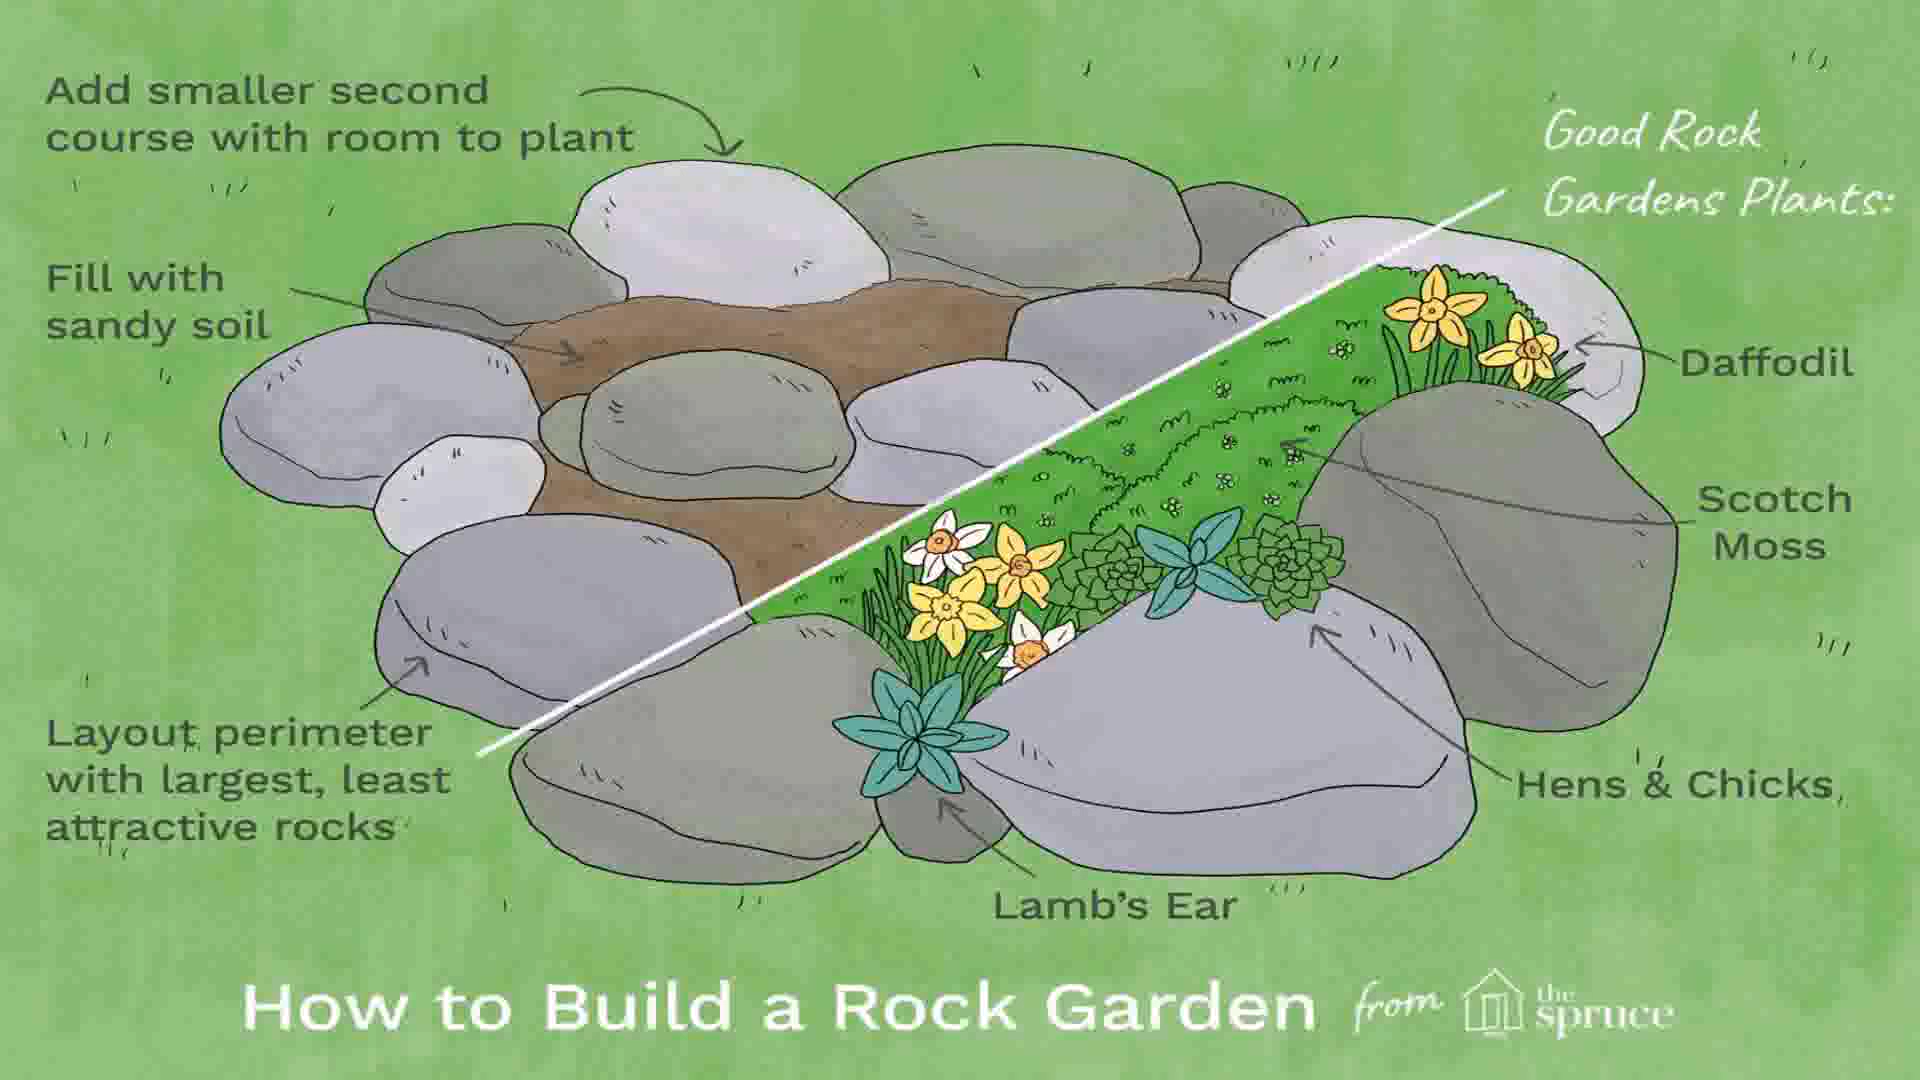 Add smaller second
course with room to plant
Fill with
sandy soil
Layout perimeter
with largest, least
attractive rocks
Good Rock
Gardens Plants:
Daffodil
Scotch
Moss
Hens & Chicks
Lamb's Ear
How to Build a Rock Garden from the spruce